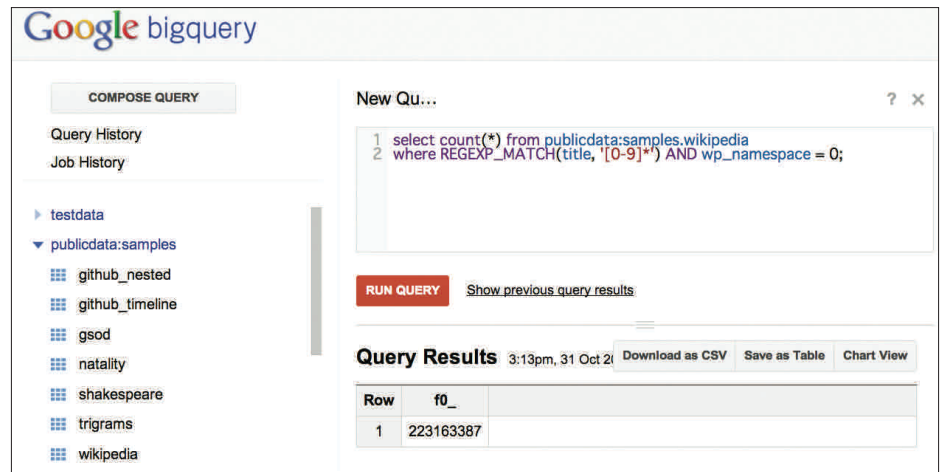 Google bigquery
COMPOSE QUERY
Query History
Job History
testdata
publicdata:samples
github_nested
github_timeline
gsod
natality
shakespeare
trigrams
wikipedia
New Qu...
? ×
1 select count(*) from publicdata:samples.wikipedia
2 where REGEXP_MATCH(title, '[0-9]*') AND wp_namespace = 0;
RUN QUERY Show previous query results
Query Results 3:13pm, 31 Oct Download as CSV Save as Table Chart View
Row f0_
1 223163387